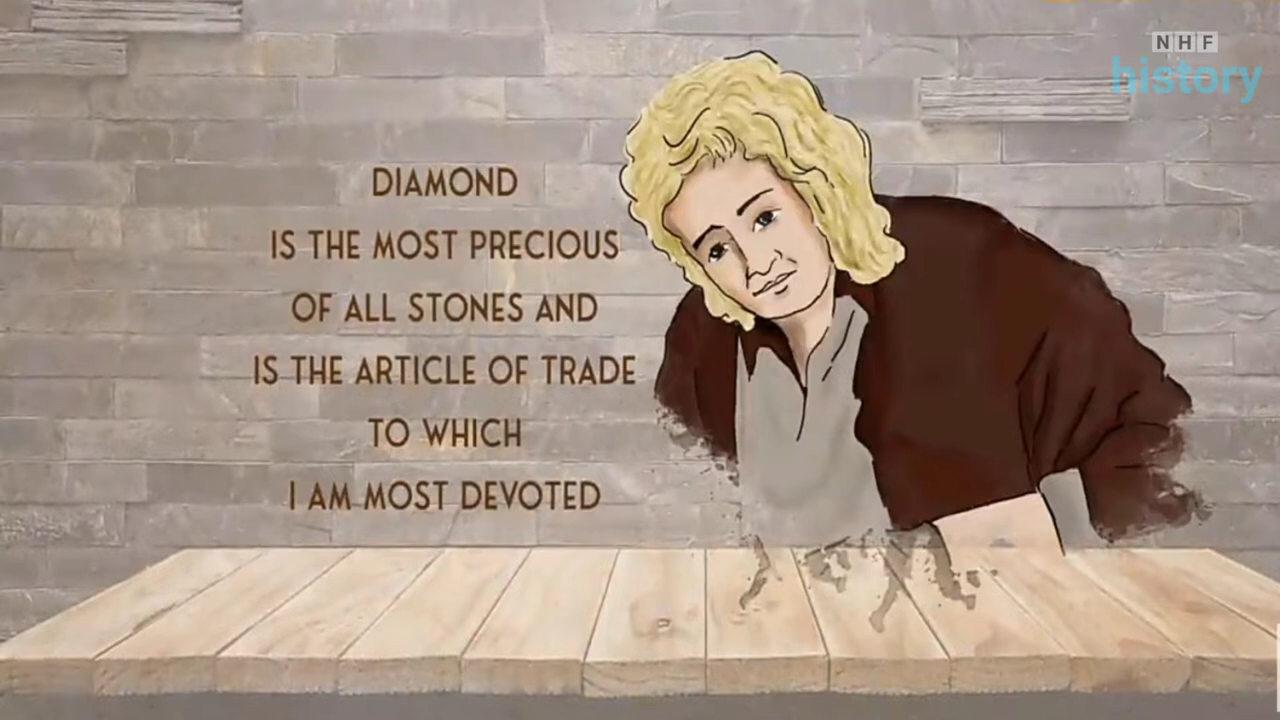 NHF
history
DIAMOND
IS THE MOST PRECIOUS
OF ALL STONES AND
IS THE ARTICLE OF TRADE
TO WHICH
I AM MOST DEVOTED